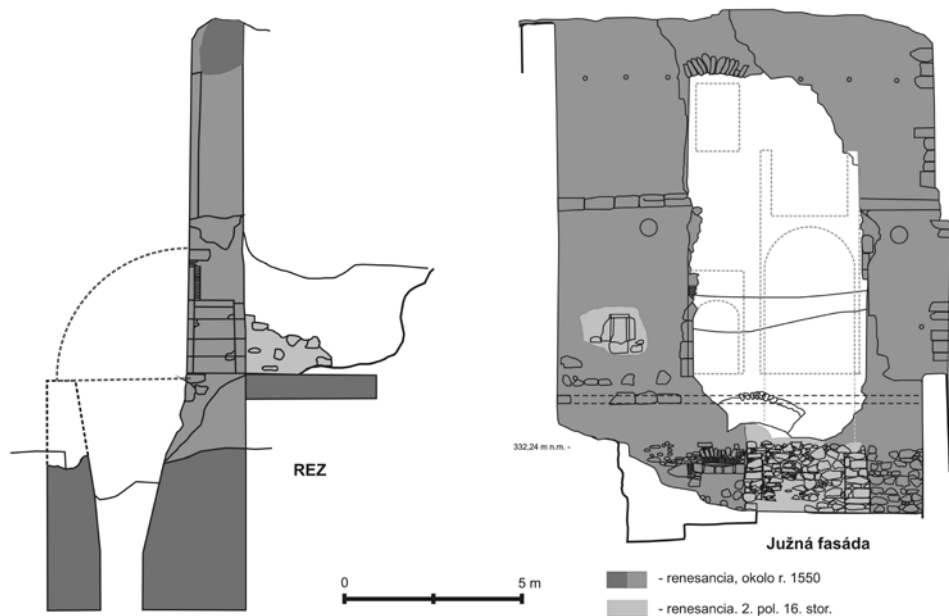 332,24 m n.m. -
REZ
Južná fasáda
0 5 m
- renesancia, okolo r. 1550
- renesancia. 2. pol. 16. stor.